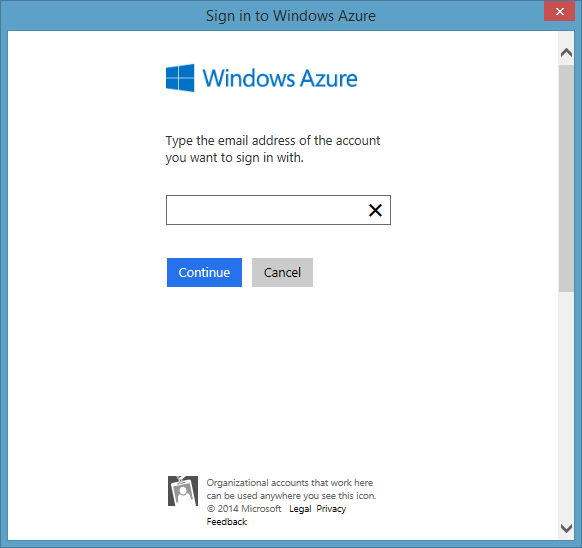 Sign in to Windows Azure
Windows Azure
Type the email address of the account
you want to sign in with.
Continue Cancel
Organizational accounts that work here
can be used anywhere you see this icon.
© 2014 Microsoft Legal Privacy
Feedback